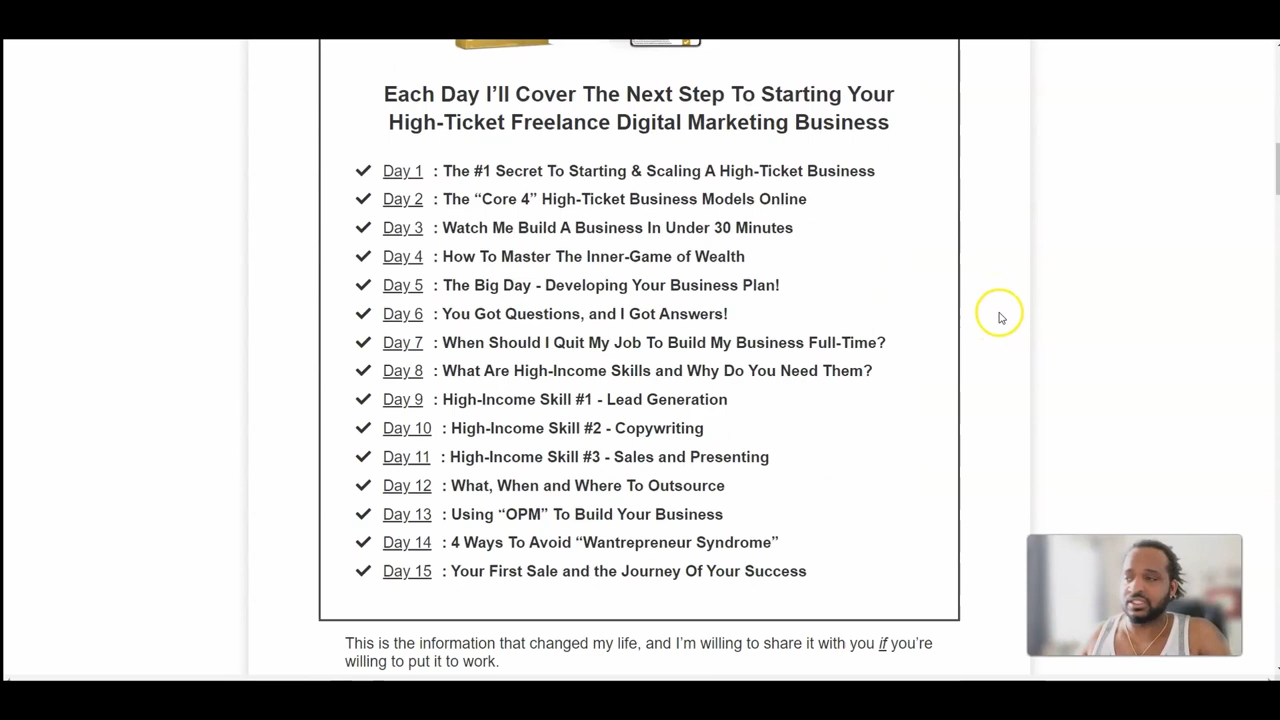 Each Day I’ll Cover The Next Step To Starting Your
High-Ticket Freelance Digital Marketing Business
Day 1 : The #1 Secret To Starting & Scaling A High-Ticket Business
Day 2 : The “Core 4” High-Ticket Business Models Online
Day 3 : Watch Me Build A Business In Under 30 Minutes
Day 4 : How To Master The Inner-Game of Wealth
Day 5 : The Big Day - Developing Your Business Plan!
Day 6 : You Got Questions, and I Got Answers!
Day 7 : When Should I Quit My Job To Build My Business Full-Time?
Day 8 : What Are High-Income Skills and Why Do You Need Them?
Day 9 : High-Income Skill #1 - Lead Generation
Day 10 : High-Income Skill #2 - Copywriting
Day 11 : High-Income Skill #3 - Sales and Presenting
Day 12 : What, When and Where To Outsource
Day 13 : Using “OPM” To Build Your Business
Day 14 : 4 Ways To Avoid “Wantrepreneur Syndrome”
Day 15 : Your First Sale and the Journey Of Your Success
This is the information that changed my life, and I’m willing to share it with you if you’re
willing to put it to work.